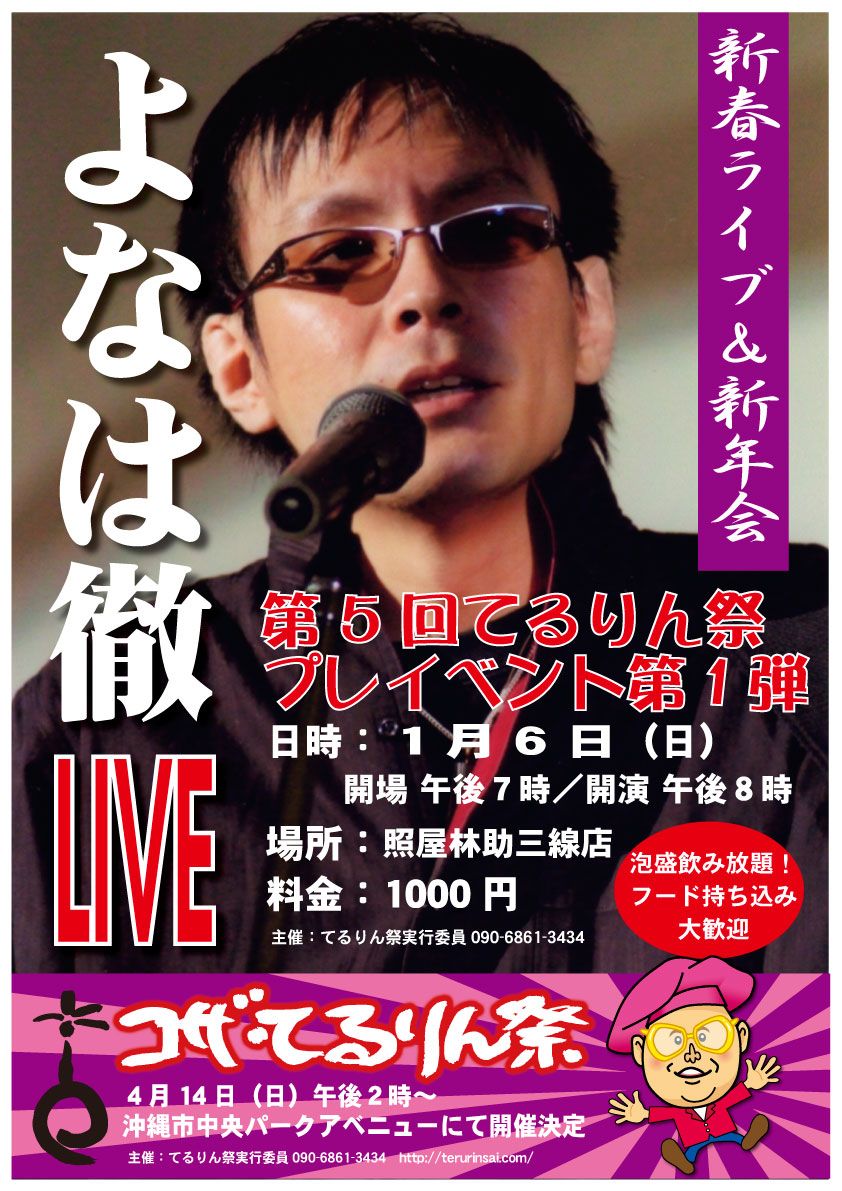 新春ライブ&新年会
よなは徹
LIVE
第5回てるりん祭
プレイベント第1弾
日時：1月6日（日）
開場 午後7時／開演 午後8時
場所：照屋林助三線店
料金：1000円
主催：てるりん祭実行委員 090-6861-3434
泡盛飲み放題！
フード持ち込み
大歓迎
コザ・てるりん祭
4月14日（日）午後2時～
沖縄市中央パークアベニューにて開催決定
主催：てるりん祭実行委員 090-6861-3434 http://terurinsai.com/